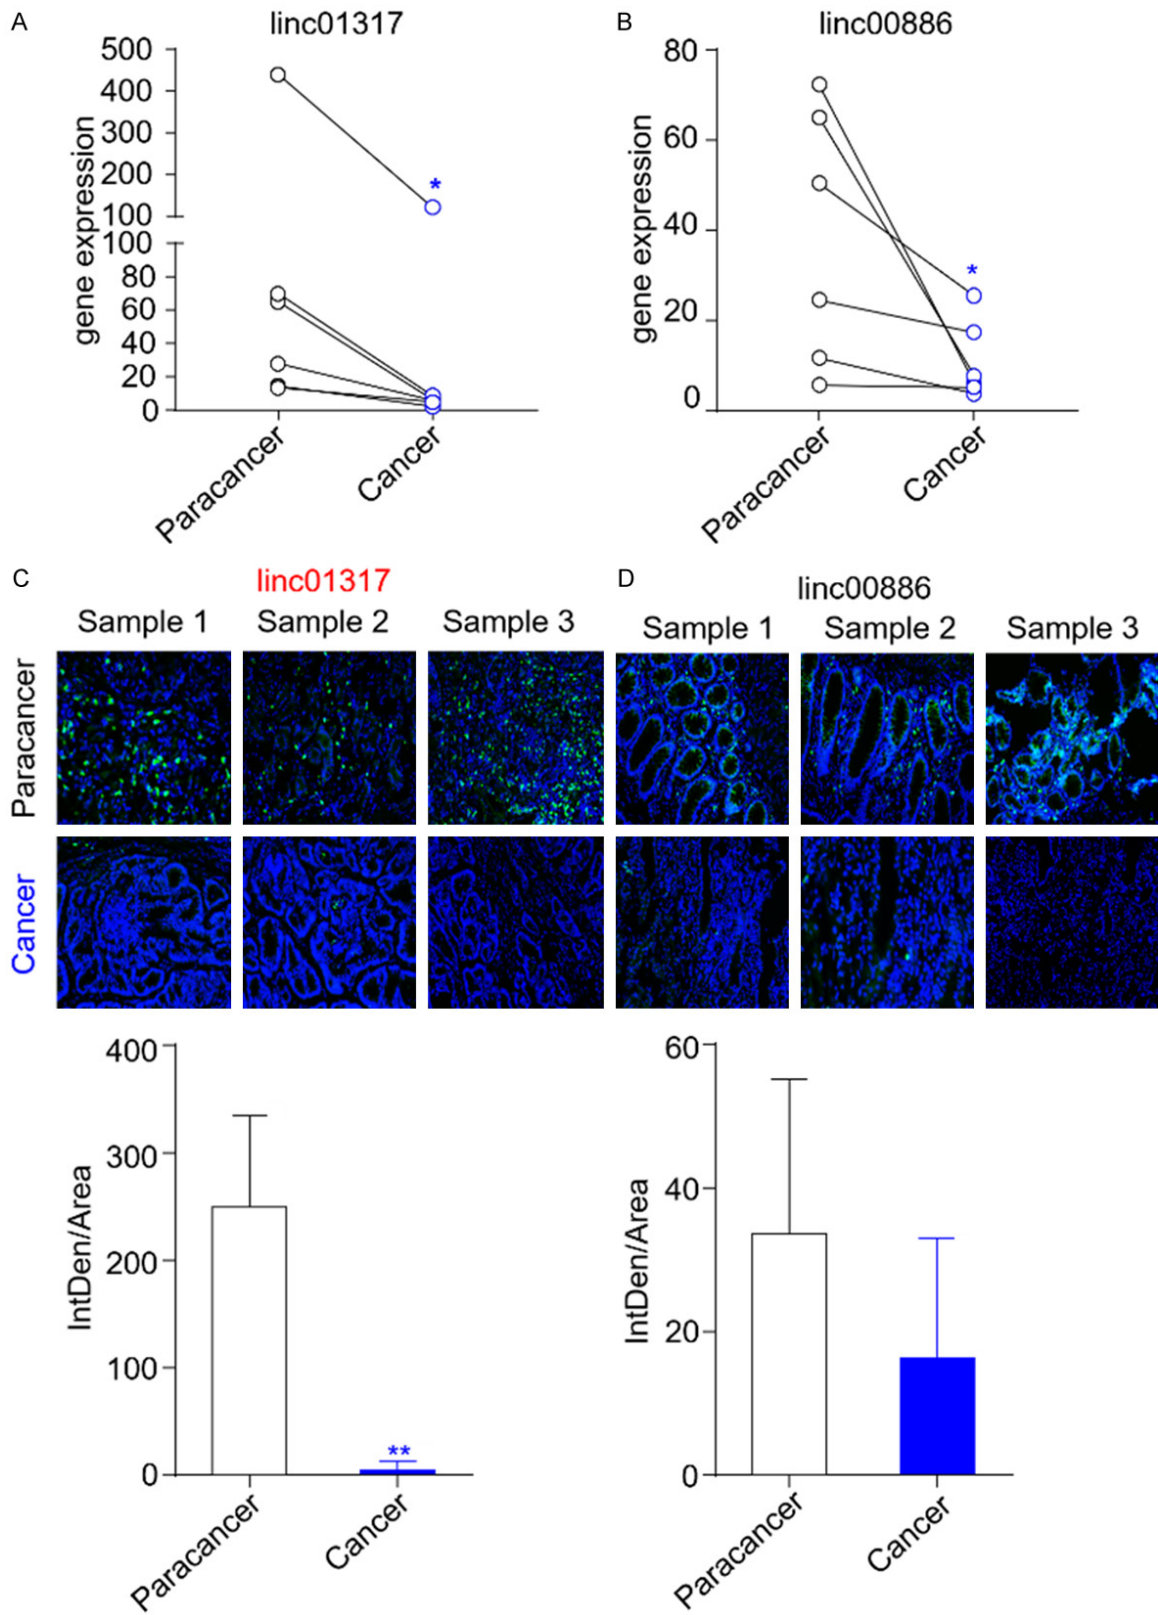 A
linc01317
500
400
300
200
100
100
80
60
40
20
0
gene expression
*
Paracancer
Cancer
B
linc00886
80
60
40
20
0
gene expression
*
Paracancer
Cancer
C
linc01317
Sample 1
Sample 2
Sample 3
Paracancer
Cancer
D
linc00886
Sample 1
Sample 2
Sample 3
400
300
200
100
0
IntDen/Area
**
Paracancer
Cancer
60
40
20
0
IntDen/Area
Paracancer
Cancer